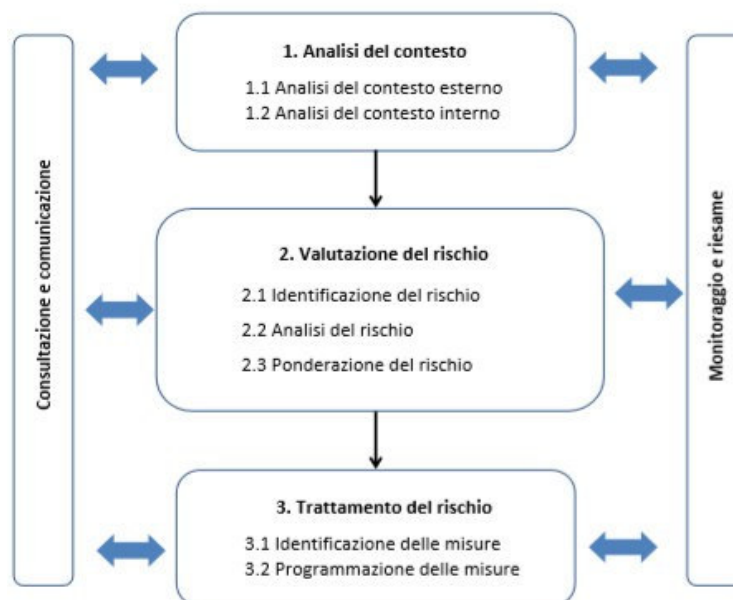 Consultazione e comunicazione
1. Analisi del contesto
1.1 Analisi del contesto esterno
1.2 Analisi del contesto interno
2. Valutazione del rischio
2.1 Identificazione del rischio
2.2 Analisi del rischio
2.3 Ponderazione del rischio
3. Trattamento del rischio
3.1 Identificazione delle misure
3.2 Programmazione delle misure
Monitoraggio e riesame